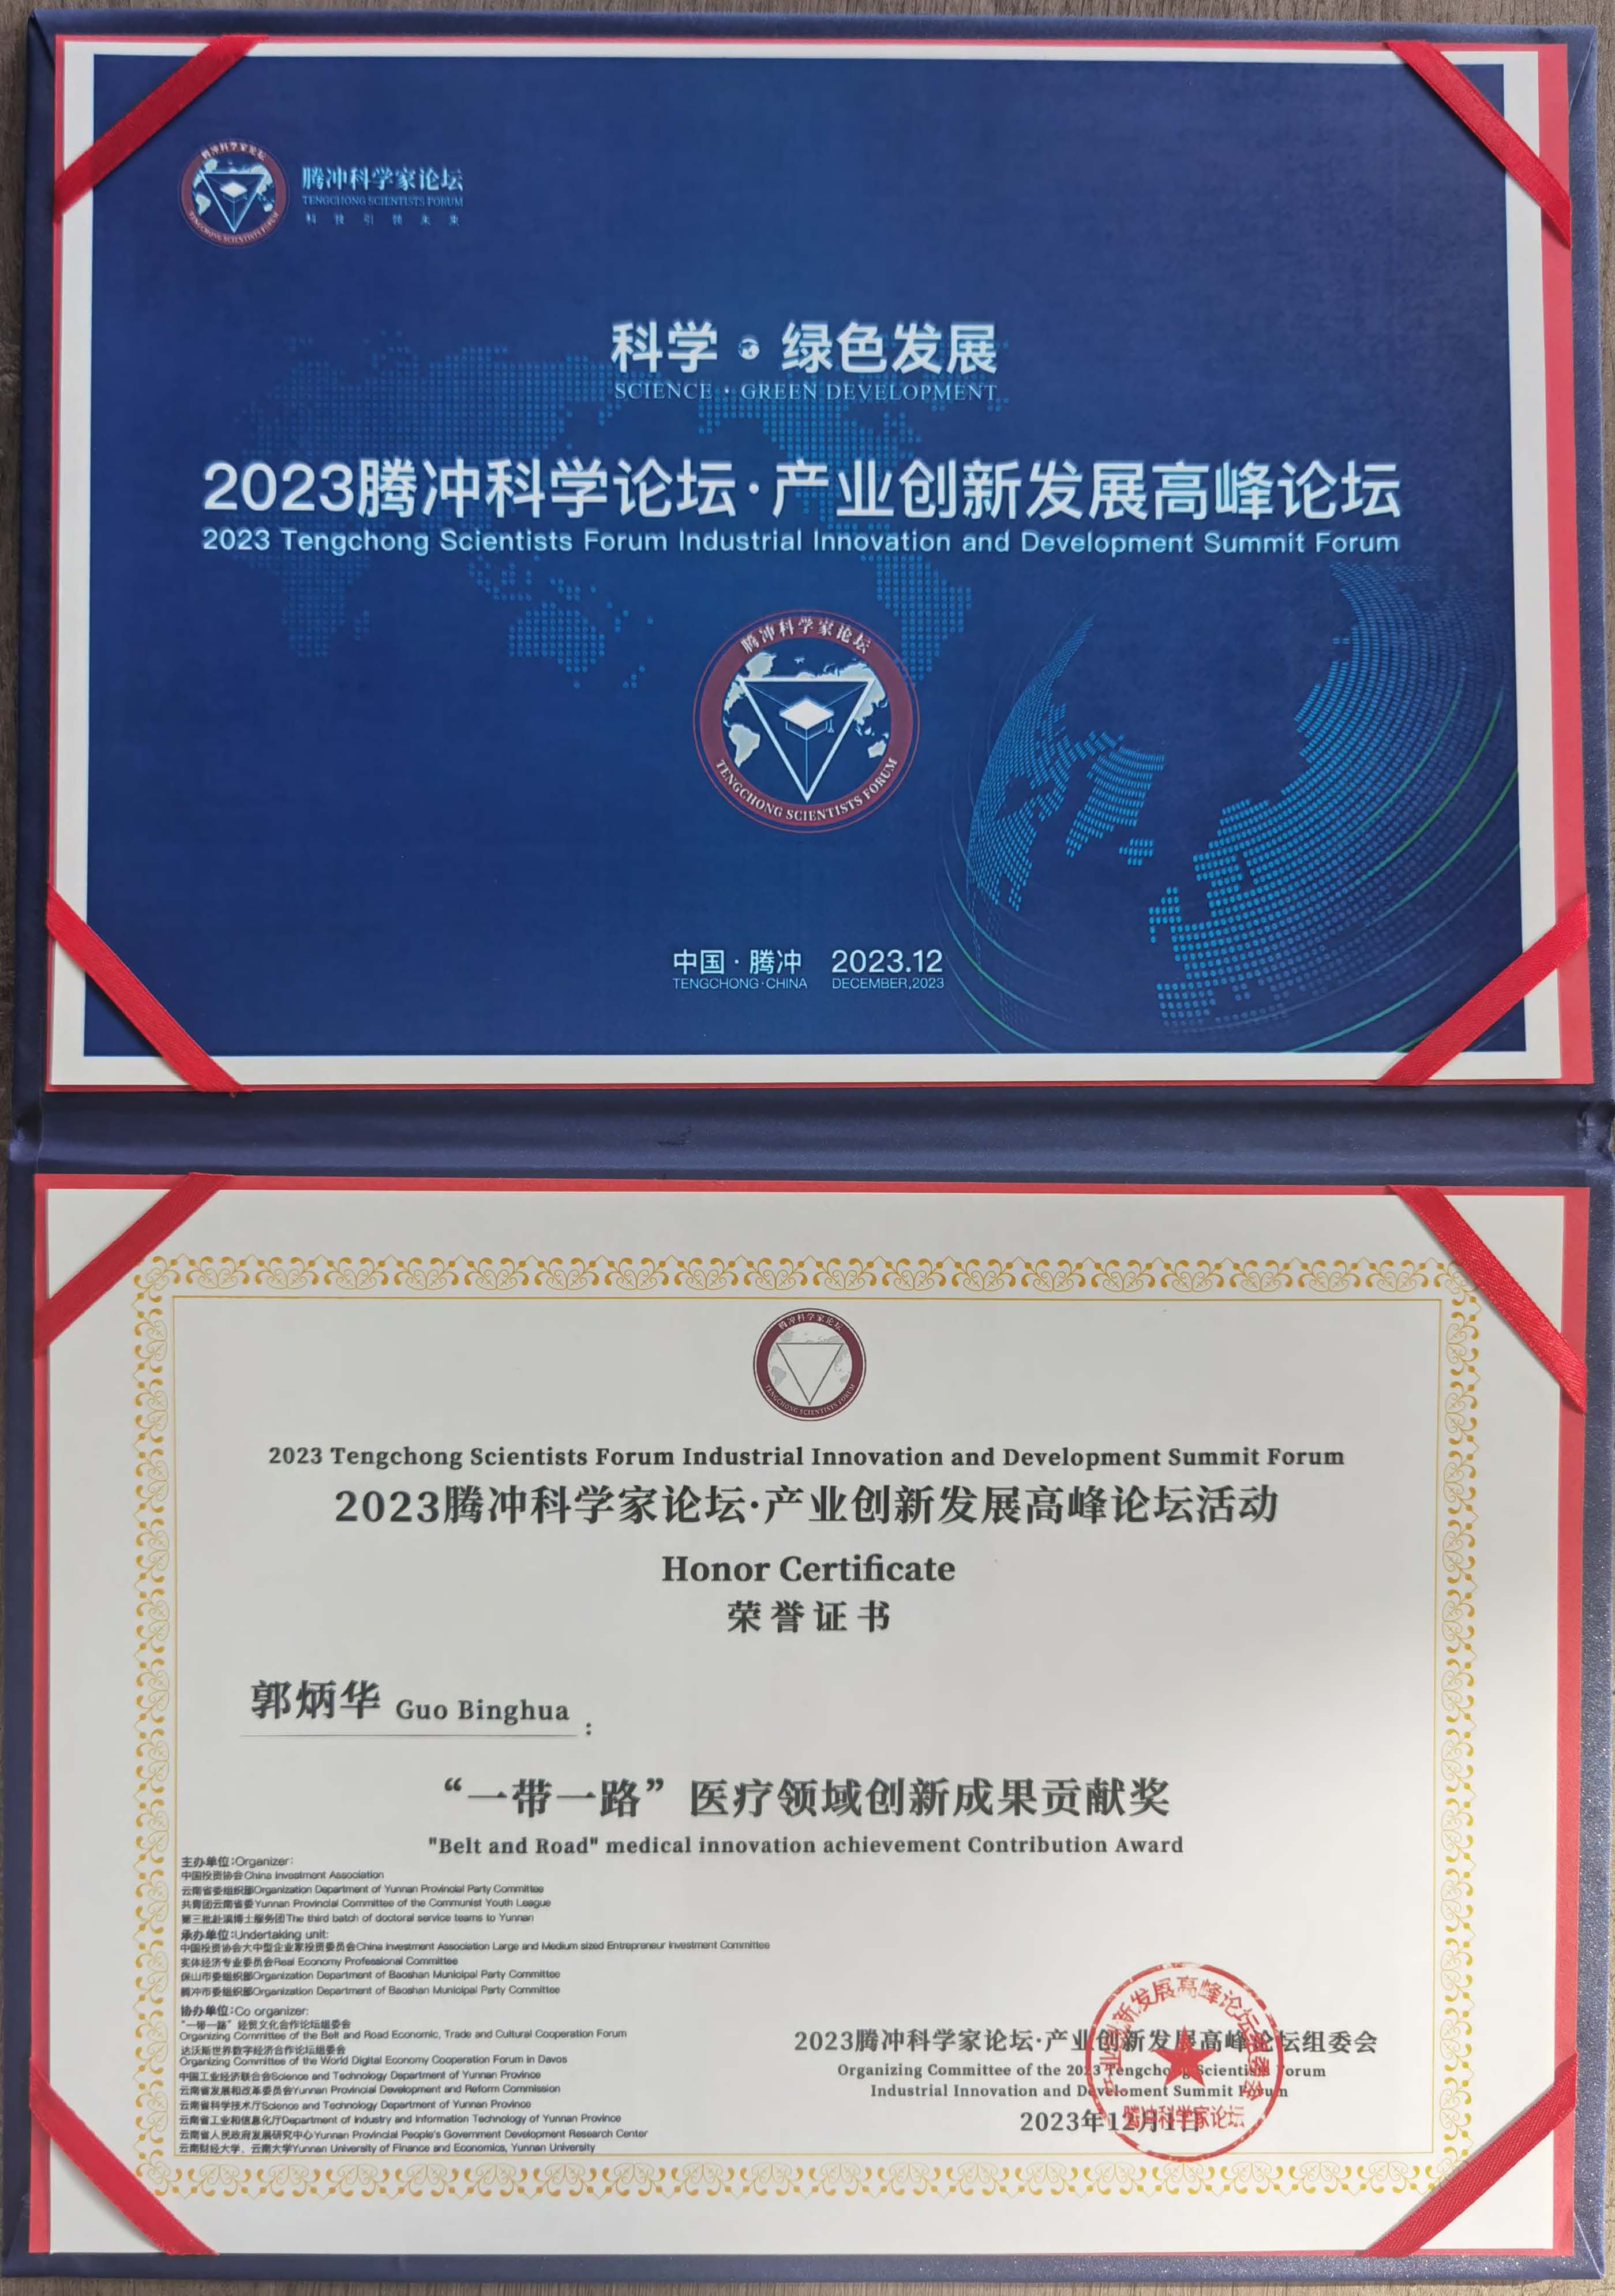 腾冲科学家论坛
TENGCHONG SCIENTISTS FORUM
腾冲科学家论坛
TENGCHONG SCIENTISTS FORUM
科技引领未来
科学·绿色发展
SCIENCE · GREEN DEVELOPMENT
2023腾冲科学论坛·产业创新发展高峰论坛
2023 Tengchong Scientists Forum Industrial Innovation and Development Summit Forum
腾冲科学家论坛
TENGCHONG SCIENTISTS FORUM
中国·腾冲 2023.12
TENGCHONG·CHINA DECEMBER,2023
腾冲科学家论坛
TENGCHONG SCIENTISTS FORUM
2023 Tengchong Scientists Forum Industrial Innovation and Development Summit Forum
2023腾冲科学家论坛·产业创新发展高峰论坛活动
Honor Certificate
荣誉证书
郭炳华 Guo Binghua :
“一带一路”医疗领域创新成果贡献奖
"Belt and Road" medical innovation achievement Contribution Award
主办单位:Organizer:
中国投资协会China Investment Association
云南省委组织部Organization Department of Yunnan Provincial Party Committee
共青团云南省委Yunnan Provincial Committee of the Communist Youth League
第三批赴滇博士服务团The third batch of doctoral service teams to Yunnan
承办单位:Undertaking unit:
中国投资协会大中型企业家投资委员会China Investment Association Large and Medium sized Entrepreneur Investment Committee
实体经济专业委员会Real Economy Professional Committee
保山市委组织部Organization Department of Baoshan Municipal Party Committee
腾冲市委组织部Organization Department of Baoshan Municipal Party Committee
协办单位:Co organizer:
“一带一路”经贸文化合作论坛组委会
Organizing Committee of the Belt and Road Economic, Trade and Cultural Cooperation Forum
达沃斯世界数字经济合作论坛组委会
Organizing Committee of the World Digital Economy Cooperation Forum in Davos
中国工业经济联合会Science and Technology Department of Yunnan Province
云南省发展和改革委员会Yunnan Provincial Development and Reform Commission
云南省科学技术厅Science and Technology Department of Yunnan Province
云南省工业和信息化厅Department of Industry and Information Technology of Yunnan Province
云南省人民政府发展研究中心Yunnan Provincial People's Government Development Research Center
云南财经大学、云南大学Yunnan University of Finance and Economics, Yunnan University
2023腾冲科学家论坛·产业创新发展高峰论坛组委会
Organizing Committee of the 2023 Tengchong Scientists Forum
Industrial Innovation and Develoment Summit Forum
2023年12月1日
产业创新发展高峰论坛组委会
腾冲科学家论坛